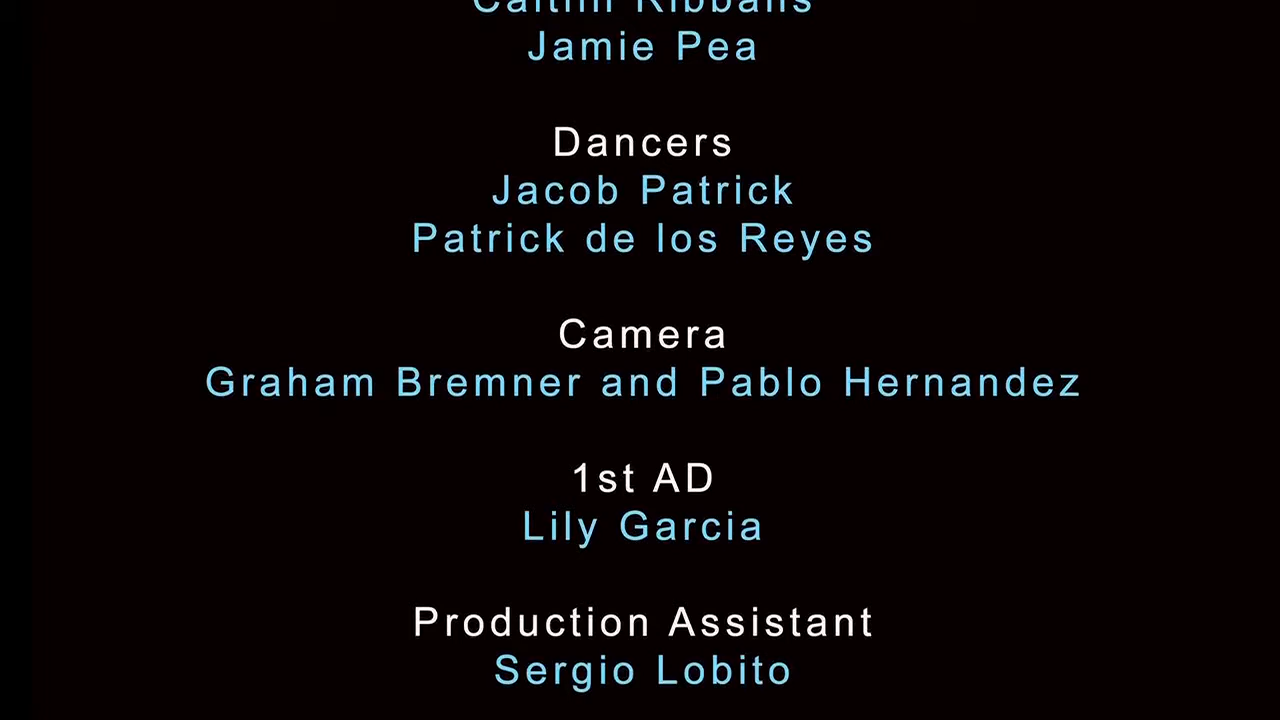 Jamie Pea
Dancers
Jacob Patrick
Patrick de los Reyes
Camera
Graham Bremner and Pablo Hernandez
1st AD
Lily Garcia
Production Assistant
Sergio Lobito